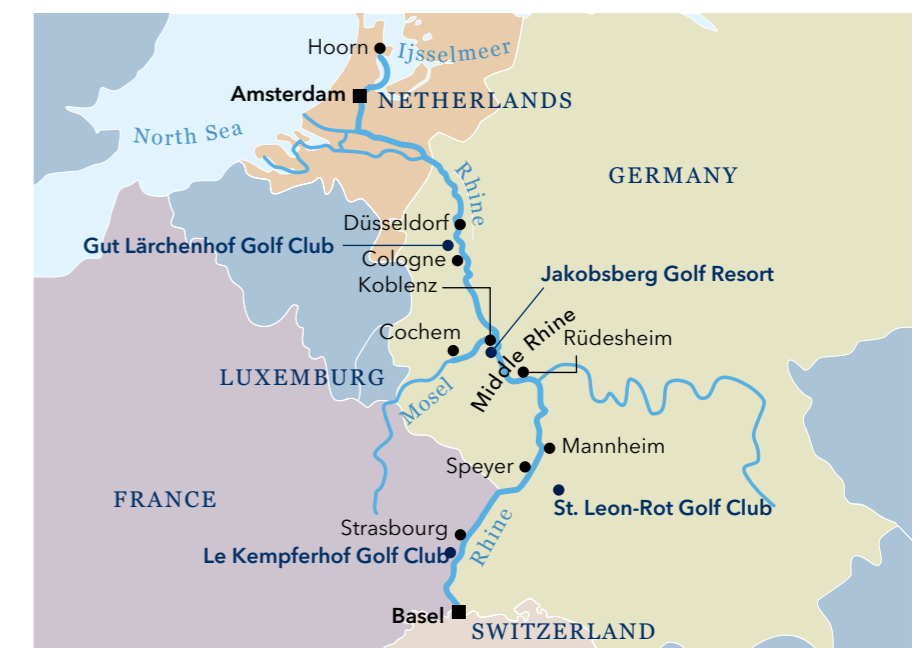 Hoorn
Ijsselmeer
Amsterdam
NETHERLANDS
North Sea
Rhine
GERMANY
Düsseldorf
Gut Lärchenhof Golf Club
Cologne
Jakobsberg Golf Resort
Koblenz
Cochem
Middle Rhine
Rüdesheim
LUXEMBURG
Mosel
Mannheim
Speyer
FRANCE
St. Leon-Rot Golf Club
Strasbourg
Rhine
Le Kempferhof Golf Club
Basel
SWITZERLAND